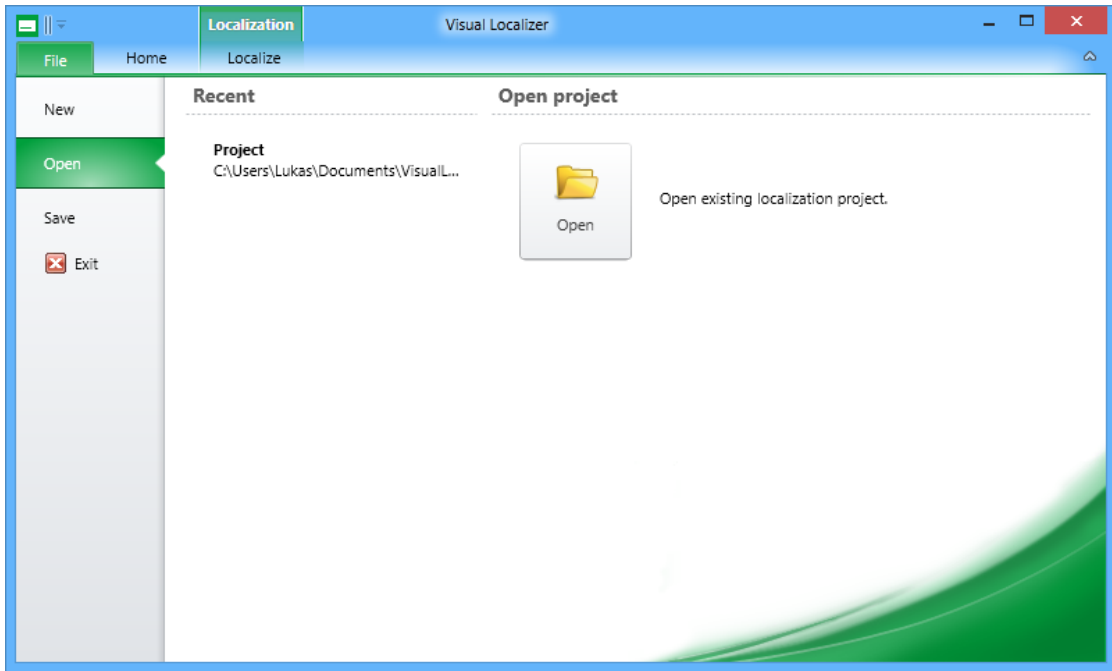 Localization
Visual Localizer
File
Home
Localize
New
Open
Save
Exit
Recent
Project
C:\Users\Lukas\Documents\VisualL...
Open project
Open
Open existing localization project.